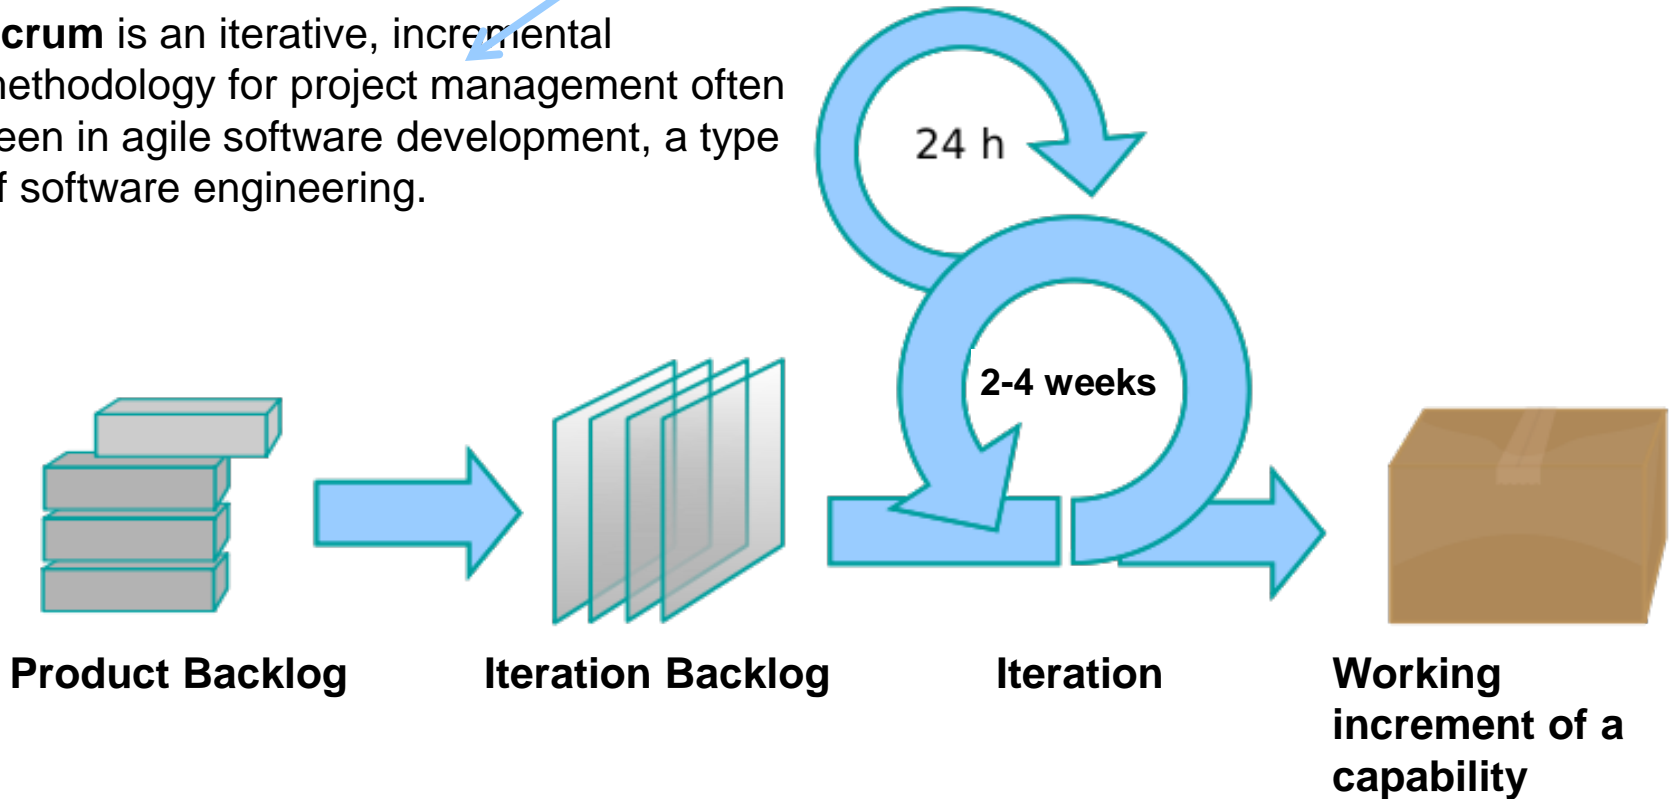 crum is an iterative, incremental
nethodology for project management often
een in agile software development, a type
f software engineering.
24 h
2-4 weeks
Product Backlog
Iteration Backlog
Iteration
Working
increment of a
capability